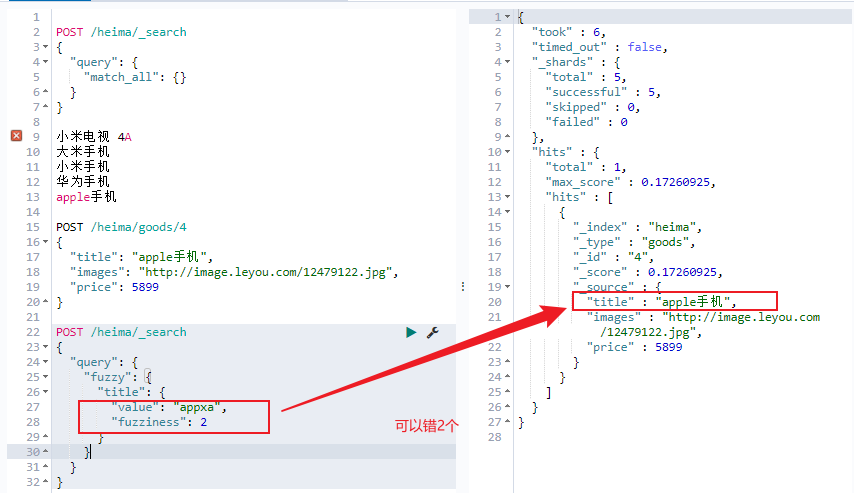 1
2 POST /heima/_search
3 {
4 "query": {
5 "match_all": {}
6 }
7 }
8
9 小米电视 4A
10 大米手机
11 小米手机
12 华为手机
13 apple手机
14
15 POST /heima/goods/4
16 {
17 "title": "apple手机",
18 "images": "http://image.leyou.com/12479122.jpg",
19 "price": 5899
20 }
21
22 POST /heima/_search
23 {
24 "query": {
25 "fuzzy": {
26 "title": {
27 "value": "appxa",
28 "fuzziness": 2
29 }
30 }
31 }
32 }
可以错2个
1 {
2 "took" : 6,
3 "timed_out" : false,
4 "_shards" : {
5 "total" : 5,
6 "successful" : 5,
7 "skipped" : 0,
8 "failed" : 0
9 },
10 "hits" : {
11 "total" : 1,
12 "max_score" : 0.17260925,
13 "hits" : [
14 {
15 "_index" : "heima",
16 "_type" : "goods",
17 "_id" : "4",
18 "_score" : 0.17260925,
19 "_source" : {
20 "title" : "apple手机",
21 "images" : "http://image.leyou.com
/12479122.jpg",
22 "price" : 5899
23 }
24 }
25 ]
26 }
27 }
28